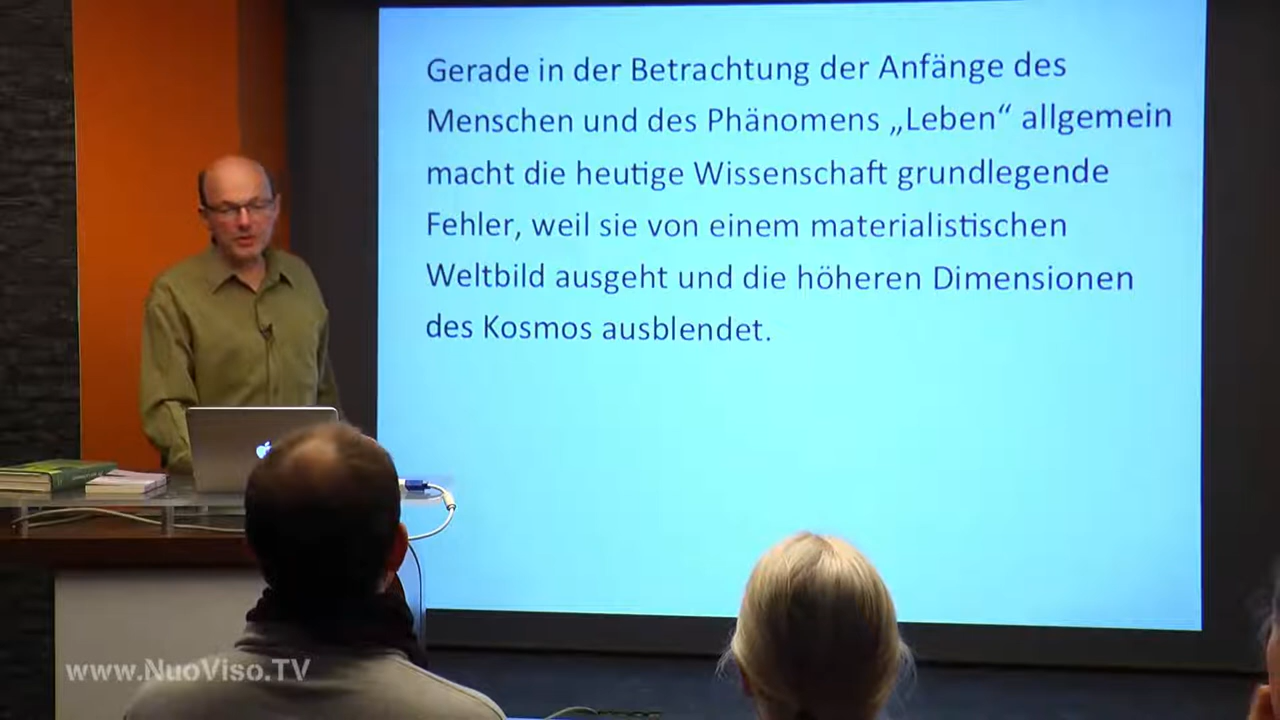 Gerade in der Betrachtung der Anfänge des
Menschen und des Phänomens „Leben“ allgemein
macht die heutige Wissenschaft grundlegende
Fehler, weil sie von einem materialistischen
Weltbild ausgeht und die höheren Dimensionen
des Kosmos ausblendet.
www.NuoViso.TV